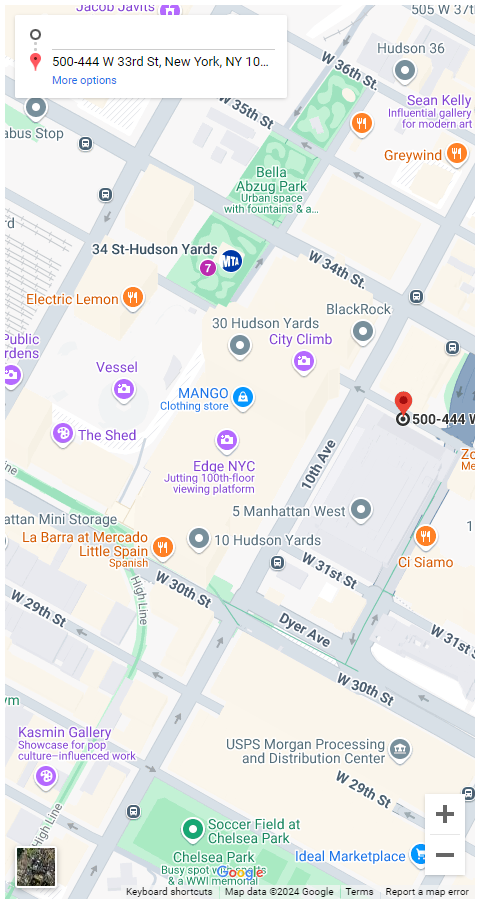 Jacob Javits
505 W 37th
500-444 W 33rd St, New York, NY 10...
More options
Hudson 36
W 36th St.
Sean Kelly
Influential gallery
for modern art
abus Stop
W 35th St
Greywind
Bella
Abzug Park
Urban space
with fountains & a...
rd
34 St-Hudson Yards
MTA
7
W 34th St.
Electric Lemon
BlackRock
30 Hudson Yards
City Climb
Public
rdens
Vessel
MANGO
Clothing store
500-444 W
The Shed
10th Ave
Edge NYC
Jutting 100th-floor
viewing platform
Zo
Me
5 Manhattan West
attan Mini Storage
La Barra at Mercado
Little Spain
Spanish
10 Hudson Yards
Ci Siamo
W 31st St
W 30th St
High Line
W 29th St
Dyer Ave
W 31st S
W 30th St
ym
Kasmin Gallery
Showcase for pop
culture–influenced work
USPS Morgan Processing
and Distribution Center
W 29th St
High Line
Soccer Field at
Chelsea Park
Chelsea Park
Busy spot with
& a WWI memorial
Ideal Marketplace
Google
Keyboard shortcuts
Map data ©2024 Google
Terms
Report a map error